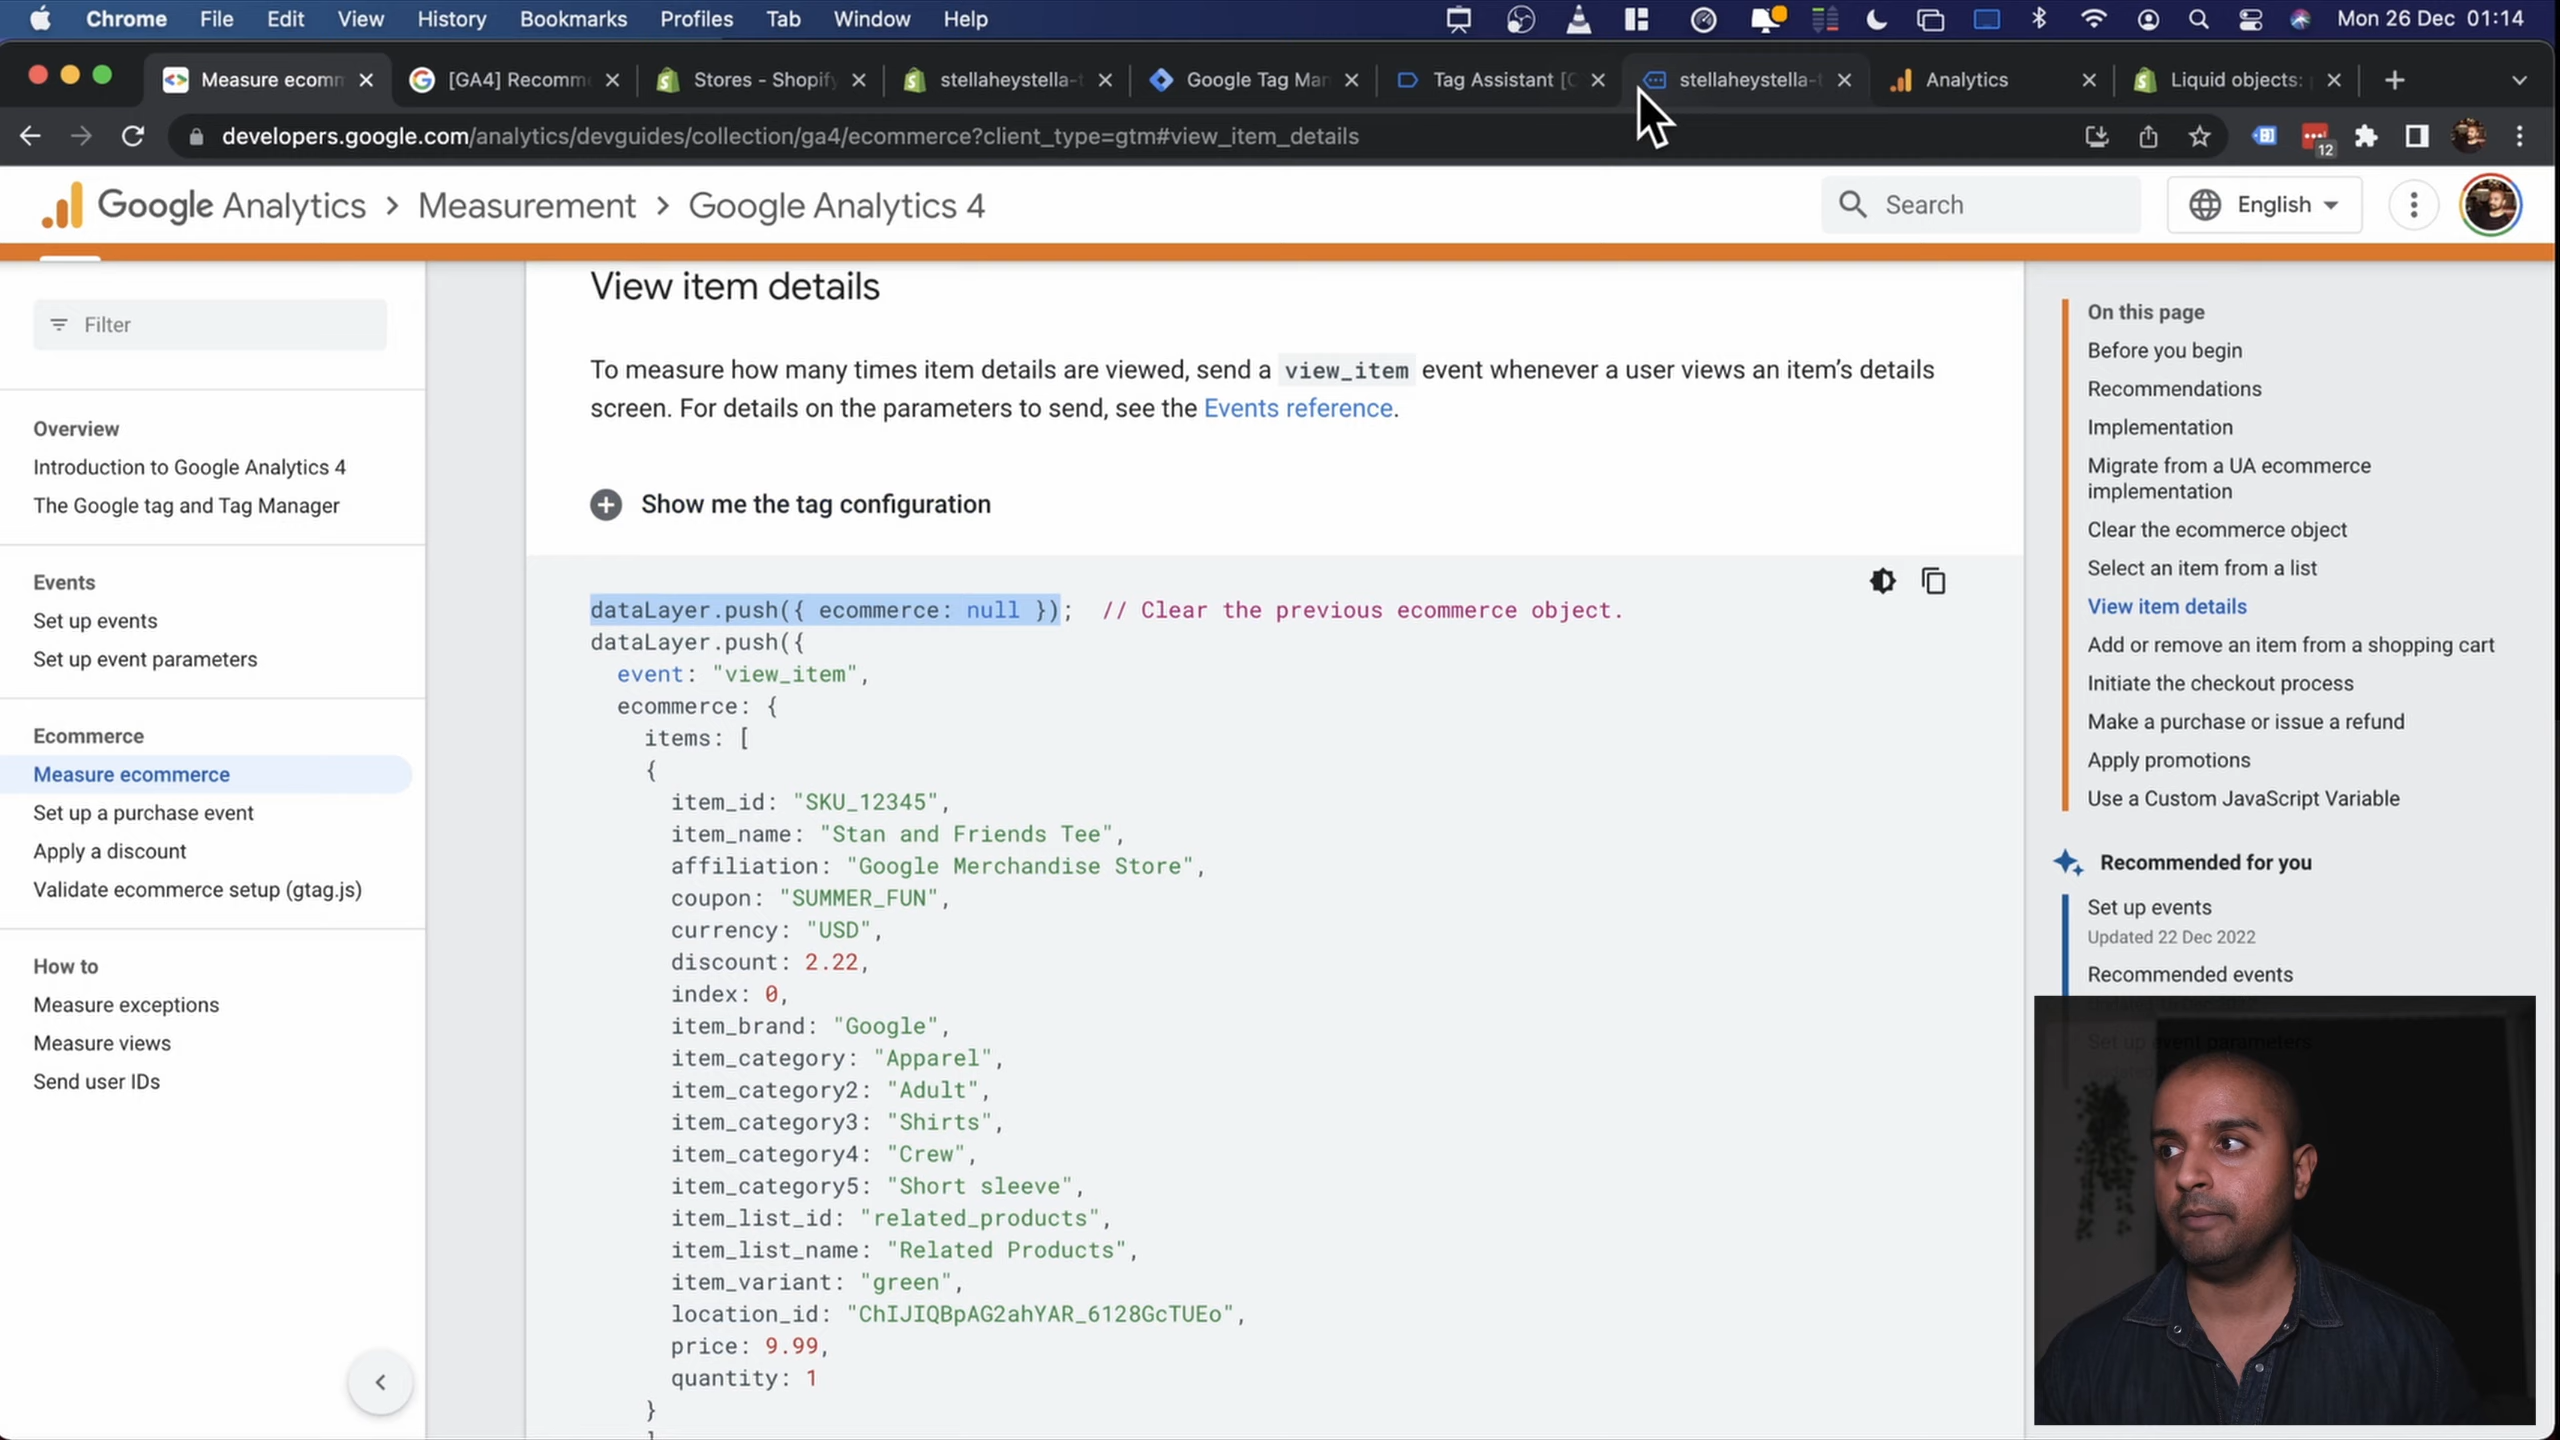 Chrome File Edit View History Bookmarks Profiles Tab Window Help Mon 26 Dec 01:14
Measure ecomm [GA4] Recomme Stores - Shopify stellaheystella-t Google Tag Man Tag Assistant [C stellaheystella-t Analytics Liquid objects: p
developers.google.com/analytics/devguides/collection/ga4/ecommerce?client_type=gtm#view_item_details 12
Google Analytics > Measurement > Google Analytics 4 Search English
Filter
Overview
Introduction to Google Analytics 4
The Google tag and Tag Manager
Events
Set up events
Set up event parameters
Ecommerce
Measure ecommerce
Set up a purchase event
Apply a discount
Validate ecommerce setup (gtag.js)
How to
Measure exceptions
Measure views
Send user IDs
View item details
To measure how many times item details are viewed, send a view_item event whenever a user views an item's details
screen. For details on the parameters to send, see the Events reference.
Show me the tag configuration
dataLayer.push({ ecommerce: null });  // Clear the previous ecommerce object.
dataLayer.push({
event: "view_item",
ecommerce: {
items: [
{
item_id: "SKU_12345",
item_name: "Stan and Friends Tee",
affiliation: "Google Merchandise Store",
coupon: "SUMMER_FUN",
currency: "USD",
discount: 2.22,
index: 0,
item_brand: "Google",
item_category: "Apparel",
item_category2: "Adult",
item_category3: "Shirts",
item_category4: "Crew",
item_category5: "Short sleeve",
item_list_id: "related_products",
item_list_name: "Related Products",
item_variant: "green",
location_id: "ChIJIQBpAG2ahYAR_6128GcTUEo",
price: 9.99,
quantity: 1
}
On this page
Before you begin
Recommendations
Implementation
Migrate from a UA ecommerce
implementation
Clear the ecommerce object
Select an item from a list
View item details
Add or remove an item from a shopping cart
Initiate the checkout process
Make a purchase or issue a refund
Apply promotions
Use a Custom JavaScript Variable
Recommended for you
Set up events
Updated 22 Dec 2022
Recommended events
Set up event parameters